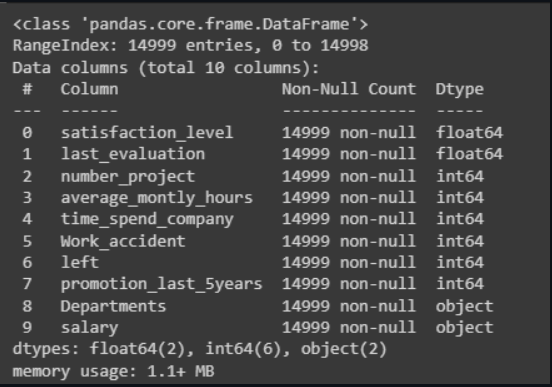 <class 'pandas.core.frame.DataFrame'>
RangeIndex: 14999 entries, 0 to 14998
Data columns (total 10 columns):
 #   Column                 Non-Null Count  Dtype
---  ------                 --------------  -----
 0   satisfaction_level     14999 non-null  float64
 1   last_evaluation        14999 non-null  float64
 2   number_project         14999 non-null  int64
 3   average_montly_hours   14999 non-null  int64
 4   time_spend_company     14999 non-null  int64
 5   Work_accident          14999 non-null  int64
 6   left                   14999 non-null  int64
 7   promotion_last_5years  14999 non-null  int64
 8   Departments            14999 non-null  object
 9   salary                 14999 non-null  object
dtypes: float64(2), int64(6), object(2)
memory usage: 1.1+ MB